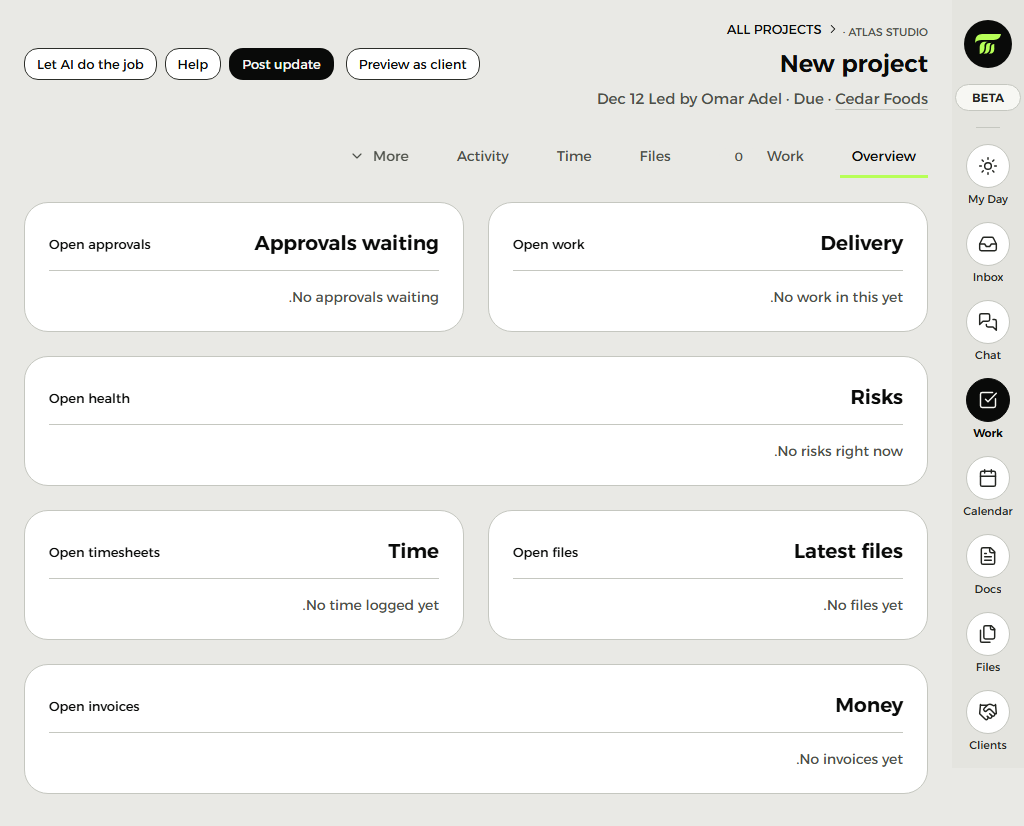 ALL PROJECTS
· ATLAS STUDIO
New project
Dec 12 Led by Omar Adel · Due · Cedar Foods
Let AI do the job
Help
Post update
Preview as client
Overview
Work
0
Files
Time
Activity
More
Delivery
Open work
.No work in this yet
Approvals waiting
Open approvals
.No approvals waiting
Risks
Open health
.No risks right now
Latest files
Open files
.No files yet
Time
Open timesheets
.No time logged yet
Money
Open invoices
.No invoices yet
BETA
My Day
Inbox
Chat
Work
Calendar
Docs
Files
Clients